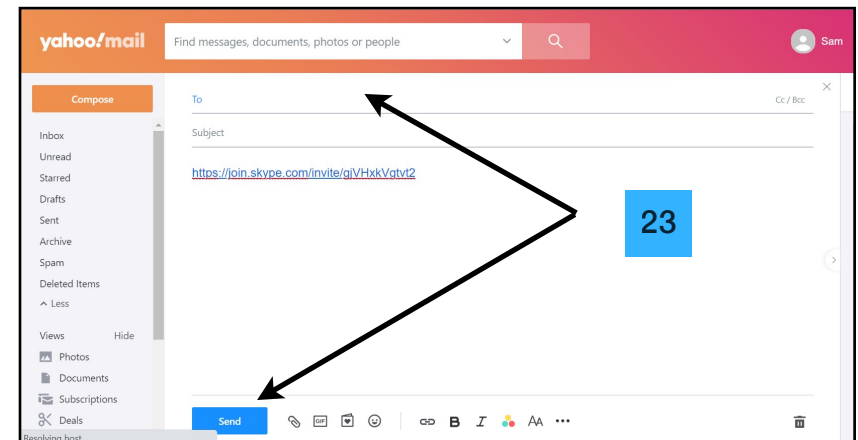 yahoo!mail
Find messages, documents, photos or people
Sam
Compose
To
Cc / Bcc
Subject
https://join.skype.com/invite/gjVHxkVgtvt2
23
Inbox
Unread
Starred
Drafts
Sent
Archive
Spam
Deleted Items
Less
Views Hide
Photos
Documents
Subscriptions
Deals
Resolving host
Send
GIF
B I AA